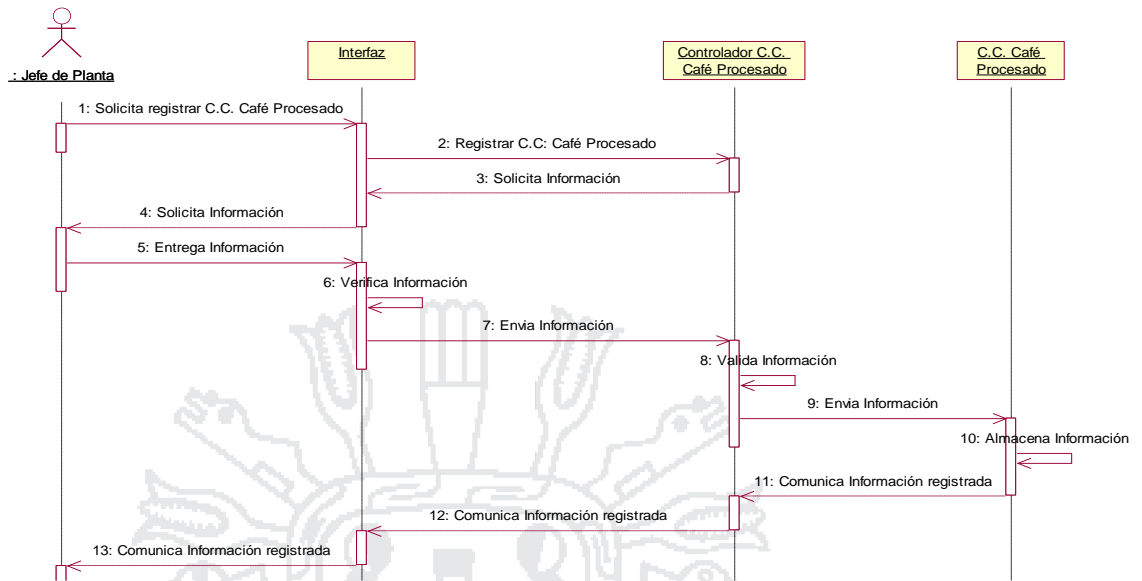 : Jefe de Planta
Interfaz
Controlador C.C.
Café Procesado
C.C. Café
Procesado
1: Solicita registrar C.C. Café Procesado
2: Registrar C.C: Café Procesado
3: Solicita Información
4: Solicita Información
5: Entrega Información
6: Verifica Información
7: Envia Información
8: Valida Información
9: Envia Información
10: Almacena Información
11: Comunica Información registrada
12: Comunica Información registrada
13: Comunica Información registrada